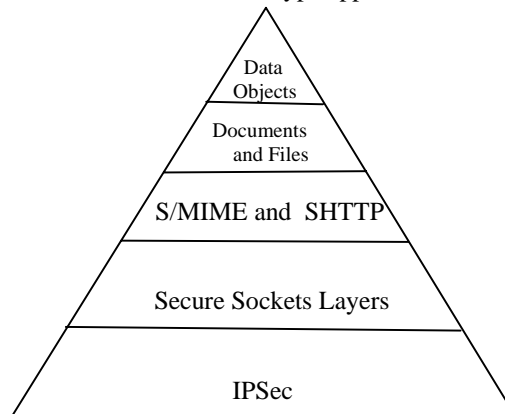 Data
Objects
Documents
and Files
S/MIME and SHTTP
Secure Sockets Layers
IPSec